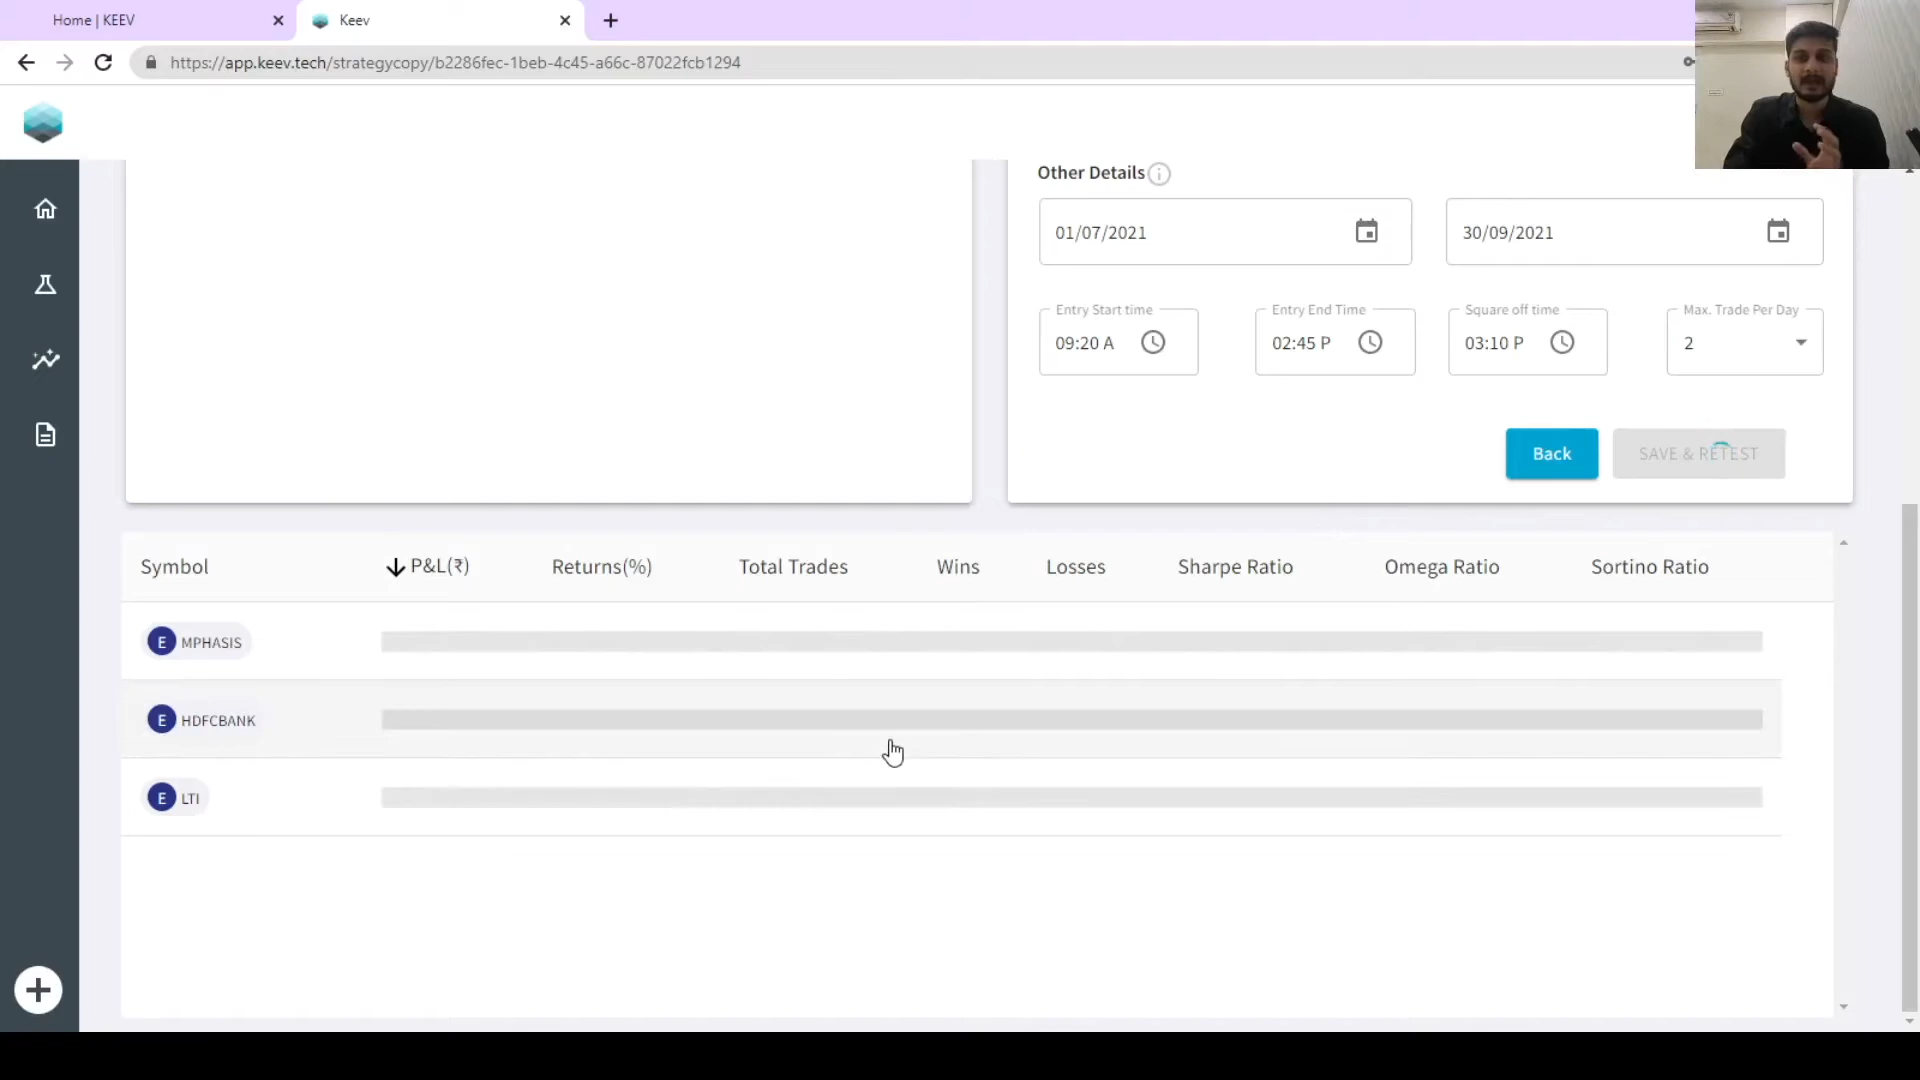 Home | KEEV
Keev
https://app.keev.tech/strategycopy/b2286fec-1beb-4c45-a66c-87022fcb1294
Other Details
01/07/2021
30/09/2021
Entry Start time
Entry End Time
Square off time
Max. Trade Per Day
09:20 A
02:45 P
03:10 P
2
Back
SAVE & RETEST
Symbol P&L(₹) Returns(%) Total Trades Wins Losses Sharpe Ratio Omega Ratio Sortino Ratio
E MPHASIS
E HDFCBANK
E LTI